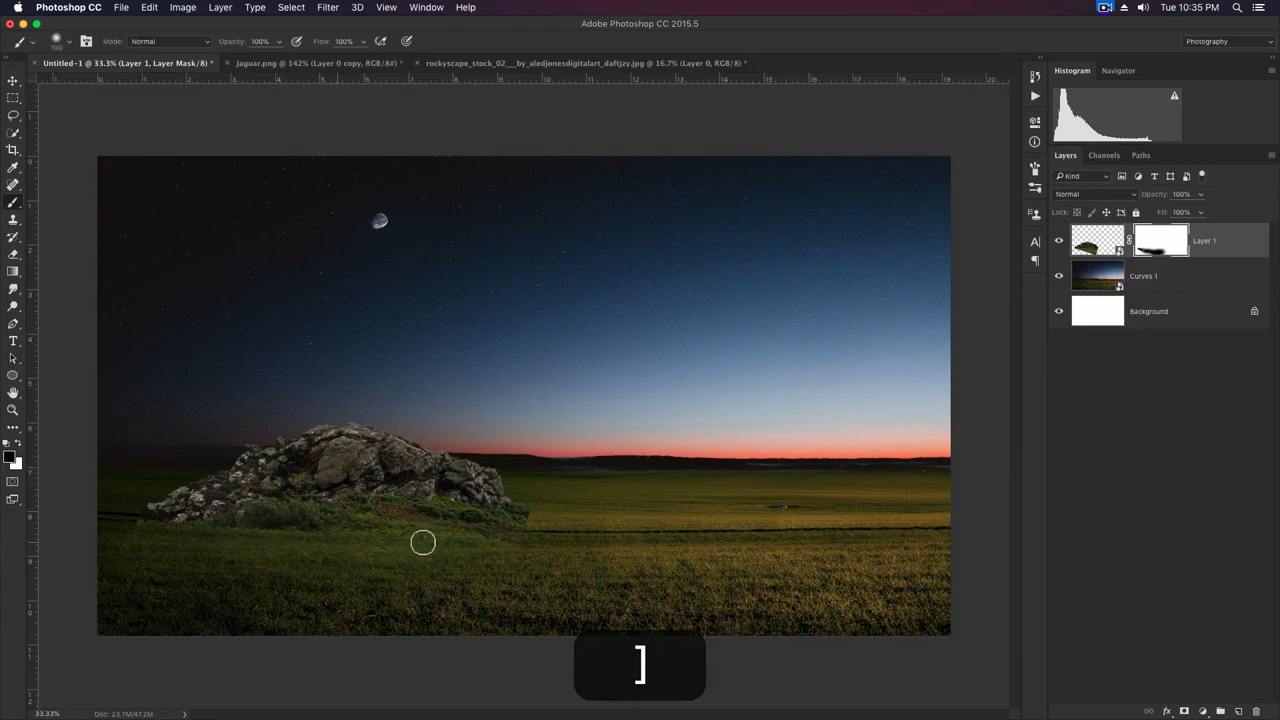 Photoshop CC File Edit Image Layer Type Select Filter 3D View Window Help Tue 10:35 PM
Adobe Photoshop CC 2015.5
100 Mode: Normal Opacity: 100% Flow: 100% Photography
Untitled-1 @ 33.3% (Layer 1, Layer Mask/8) * Jaguar.png @ 142% (Layer 0 copy, RGB/8#) * rockyscape_stock_02___by_aledjonesdigitalart_daftjzy.jpg @ 16.7% (Layer 0, RGB/8) *
Histogram Navigator
Layers Channels Paths
Kind
Normal Opacity: 100%
Lock: Fill: 100%
Layer 1
Curves 1
Background
]
33.33% Doc: 23.7M/47.2M